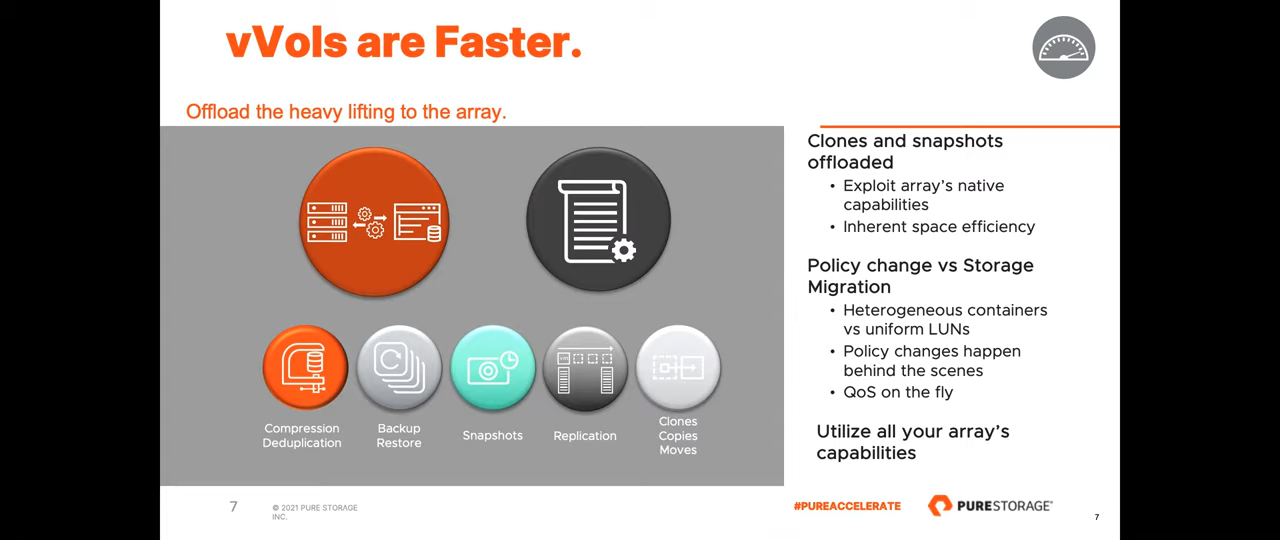 vVols are Faster.
Offload the heavy lifting to the array.
Compression
Deduplication
Backup
Restore
Snapshots
Replication
Clones
Copies
Moves
Clones and snapshots
offloaded
• Exploit array's native
capabilities
• Inherent space efficiency
Policy change vs Storage
Migration
• Heterogeneous containers
vs uniform LUNs
• Policy changes happen
behind the scenes
• QoS on the fly
Utilize all your array's
capabilities
7
© 2021 PURE STORAGE
INC.
#PUREACCELERATE
PURESTORAGE®
7